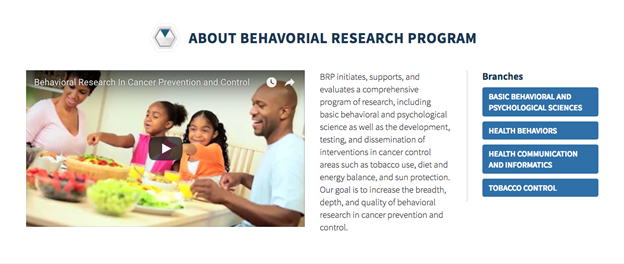 ABOUT BEHAVORIAL RESEARCH PROGRAM
Behavioral Research In Cancer Prevention and Control
BRP initiates, supports, and
evaluates a comprehensive
program of research, including
basic behavioral and psychological
science as well as the development,
testing, and dissemination of
interventions in cancer control
areas such as tobacco use, diet and
energy balance, and sun protection.
Our goal is to increase the breadth,
depth, and quality of behavioral
research in cancer prevention and
control.
Branches
BASIC BEHAVIORAL AND
PSYCHOLOGICAL SCIENCES
HEALTH BEHAVIORS
HEALTH COMMUNICATION
AND INFORMATICS
TOBACCO CONTROL